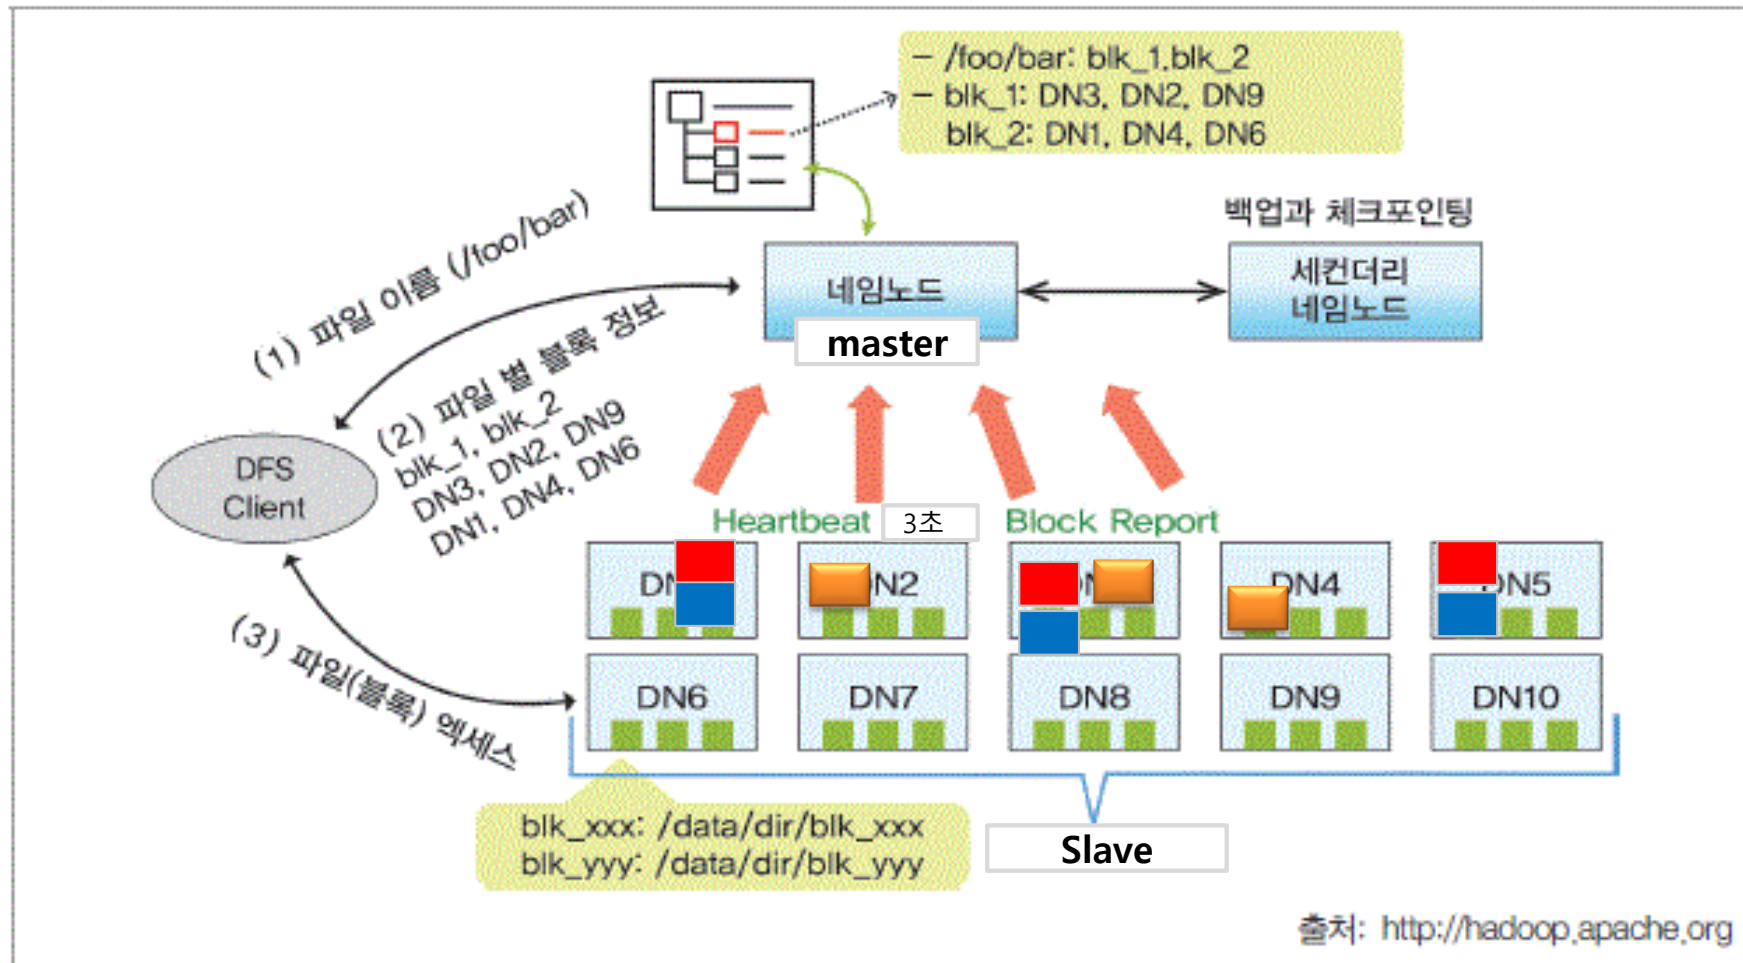 - /foo/bar: blk_1.blk_2
- blk_1: DN3, DN2, DN9
blk_2: DN1, DN4, DN6
백업과 체크포인팅
네임노드
master
세컨더리
네임노드
(1) 파일 이름 (/foo/bar)
(2) 파일 별 블록 정보
blk_1, blk_2
DN3, DN2, DN9
DN1, DN4, DN6
DFS
Client
Heartbeat 3초 Block Report
N2
DN4
N5
(3) 파일(블록) 액세스
DN6
DN7
DN8
DN9
DN10
blk_xxx: /data/dir/blk_xxx
blk_yyy: /data/dir/blk_yyy
Slave
출처: http://hadoop.apache.org